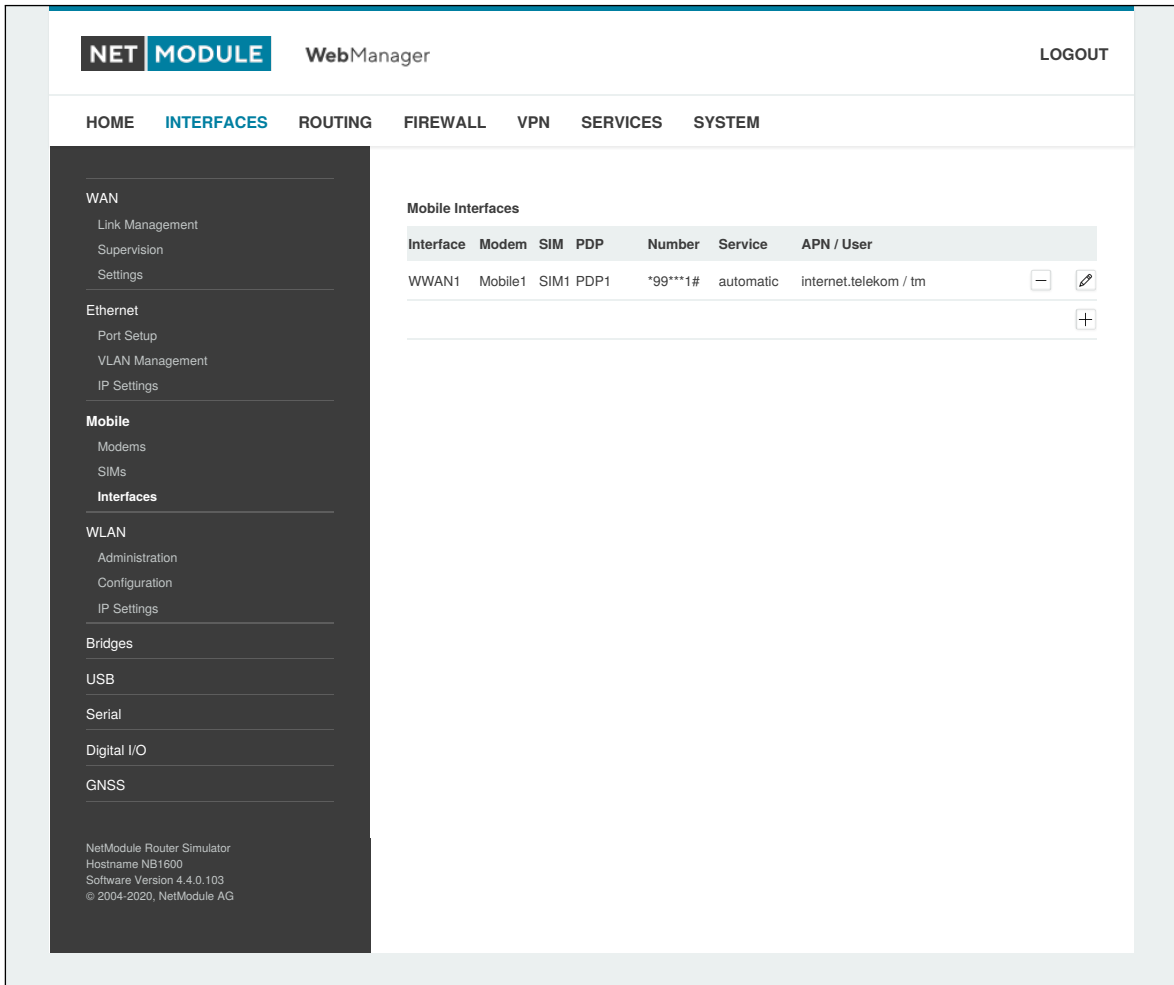 NET MODULE WebManager LOGOUT
HOME INTERFACES ROUTING FIREWALL VPN SERVICES SYSTEM
WAN
Link Management
Supervision
Settings
Ethernet
Port Setup
VLAN Management
IP Settings
Mobile
Modems
SIMs
Interfaces
WLAN
Administration
Configuration
IP Settings
Bridges
USB
Serial
Digital I/O
GNSS
NetModule Router Simulator
Hostname NB1600
Software Version 4.4.0.103
© 2004-2020, NetModule AG
Mobile Interfaces
Interface Modem SIM PDP Number Service APN / User
WWAN1 Mobile1 SIM1 PDP1 *99***1# automatic internet.telekom / tm